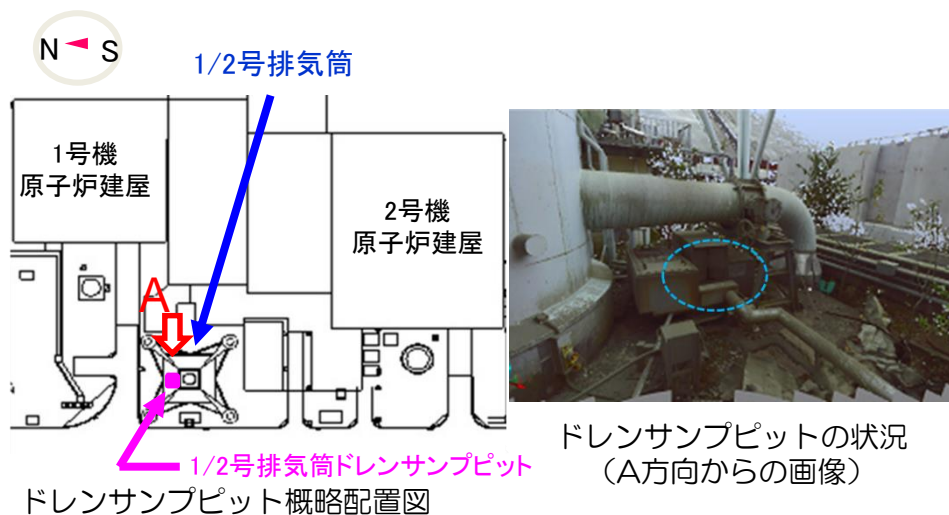 N S
1/2号排気筒
1号機
原子炉建屋
2号機
原子炉建屋
A
1/2号排気筒ドレンサンプピット
ドレンサンプピット概略配置図
ドレンサンプピットの状況
（A方向からの画像）